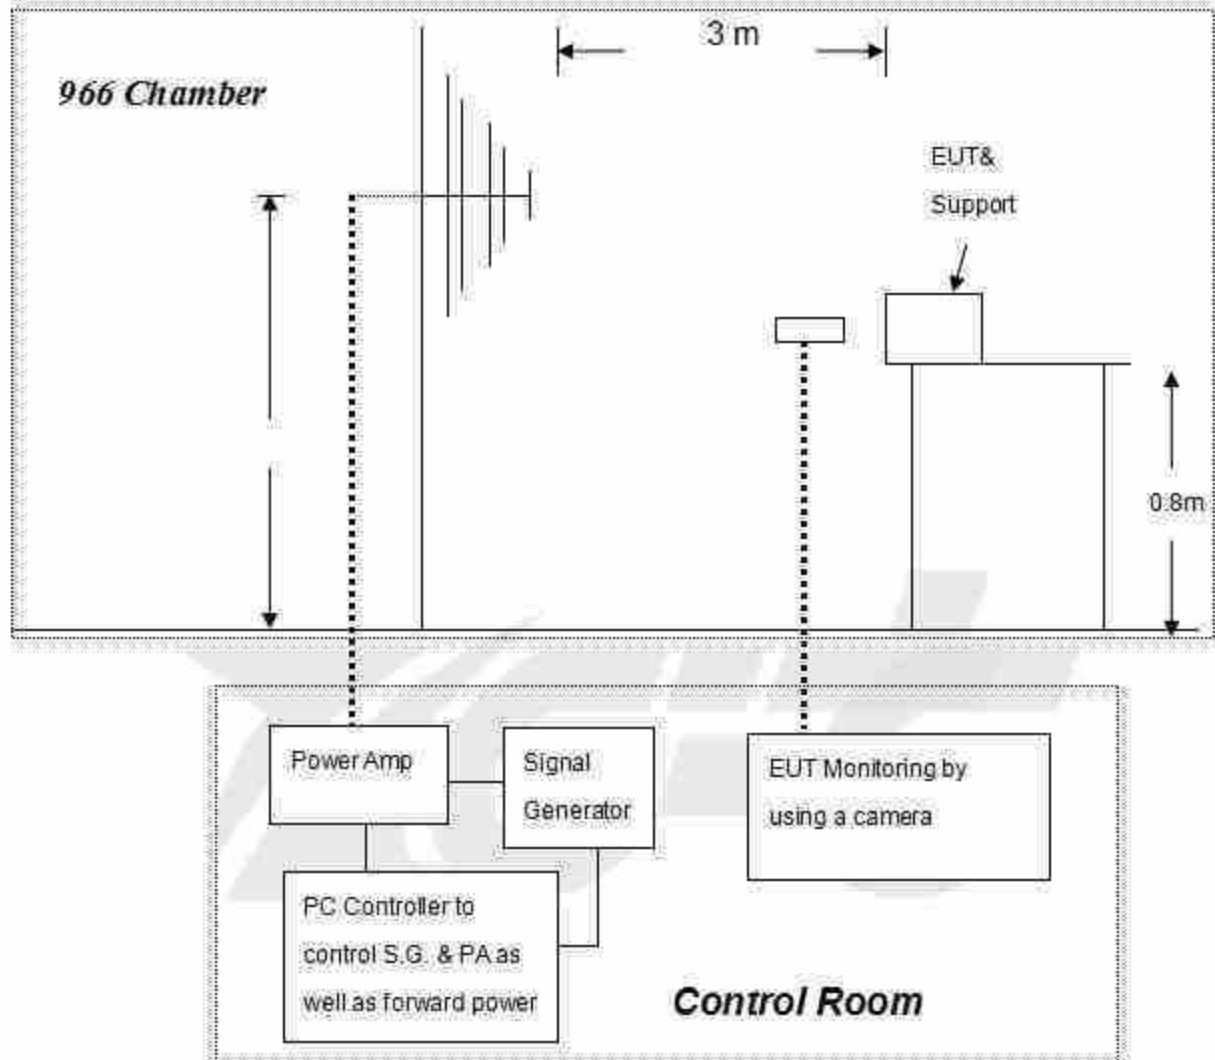 3 m
966 Chamber
EUT&
Support
0.8m
Power Amp
Signal
Generator
EUT Monitoring by
using a camera
PC Controller to
control S.G. & PA as
well as forward power
Control Room